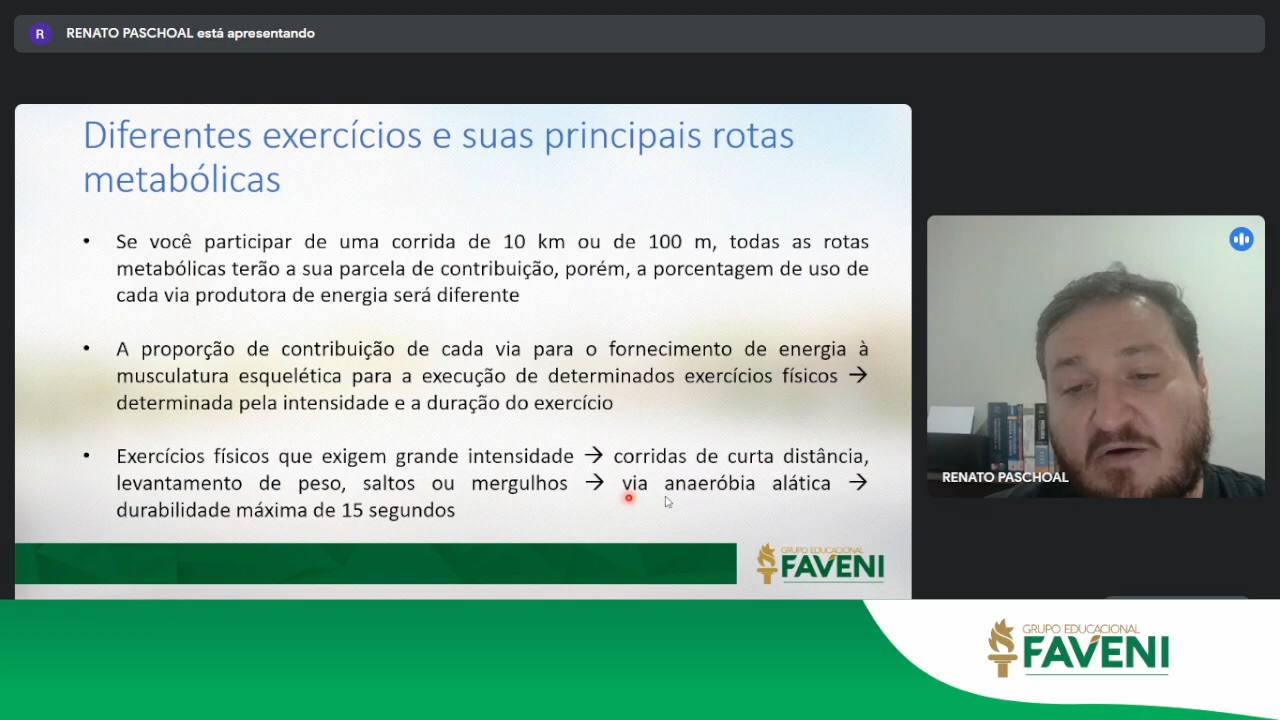 R
RENATO PASCHOAL está apresentando
Diferentes exercícios e suas principais rotas
metabólicas
• Se você participar de uma corrida de 10 km ou de 100 m, todas as rotas
metabólicas terão a sua parcela de contribuição, porém, a porcentagem de uso de
cada via produtora de energia será diferente
• A proporção de contribuição de cada via para o fornecimento de energia à
musculatura esquelética para a execução de determinados exercícios físicos →
determinada pela intensidade e a duração do exercício
• Exercícios físicos que exigem grande intensidade → corridas de curta distância,
levantamento de peso, saltos ou mergulhos → via anaeróbia alática →
durabilidade máxima de 15 segundos
GRUPO EDUCACIONAL
FAVENI
RENATO PASCHOAL
GRUPO EDUCACIONAL
FAVENI